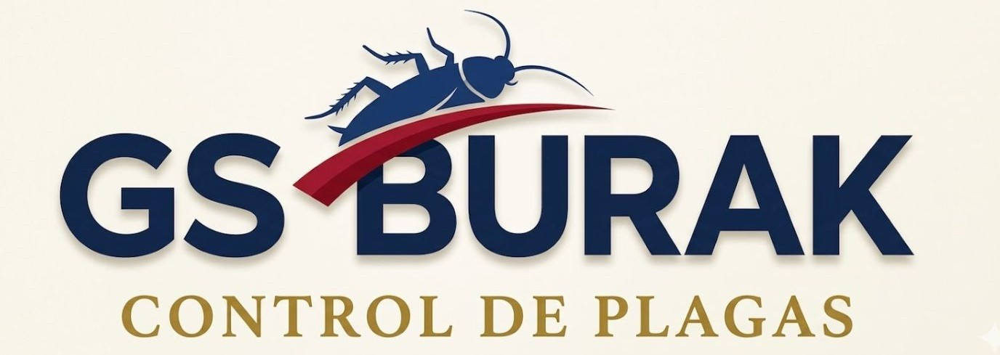 GS BURAK
CONTROL DE PLAGAS